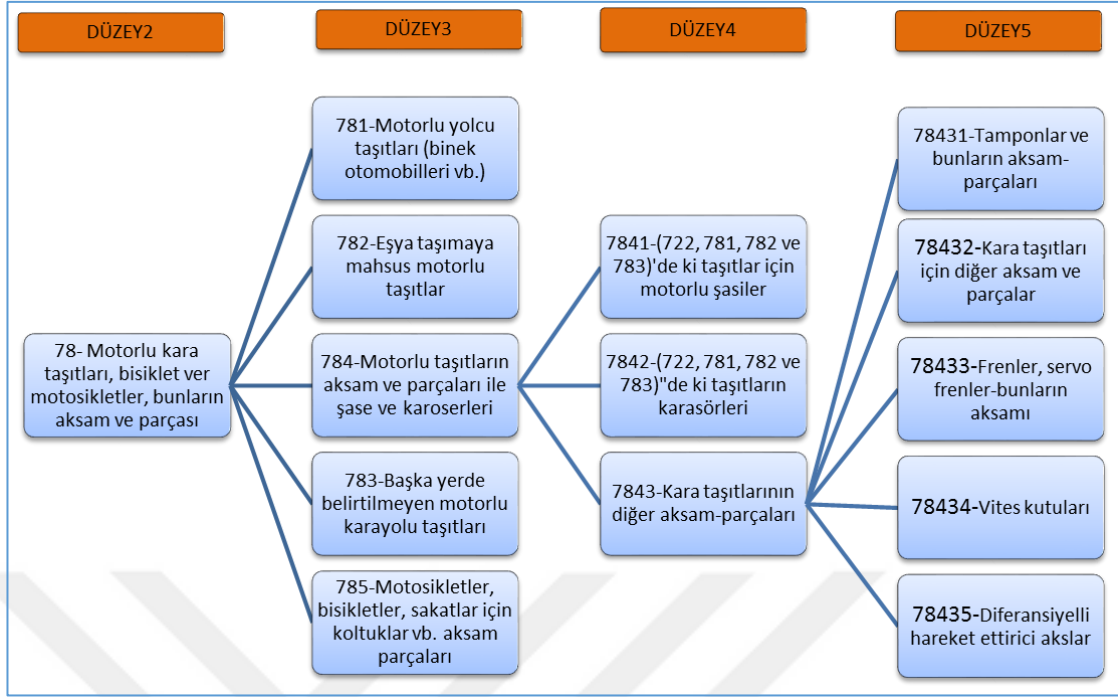 DÜZEY2
DÜZEY3
DÜZEY4
DÜZEY5
78- Motorlu kara
taşıtları, bisiklet ver
motosikletler, bunların
aksam ve parçası
781-Motorlu yolcu
taşıtları (binek
otomobilleri vb.)
782-Eşya taşımaya
mahsus motorlu
taşıtlar
784-Motorlu taşıtların
aksam ve parçaları ile
şase ve karoserleri
783-Başka yerde
belirtilmeyen motorlu
karayolu taşıtları
785-Motosikletler,
bisikletler, sakatlar için
koltuklar vb. aksam
parçaları
7841-(722, 781, 782 ve
783)'de ki taşıtlar için
motorlu şasiler
7842-(722, 781, 782 ve
783)"de ki taşıtların
karasörleri
7843-Kara taşıtlarının
diğer aksam-parçaları
78431-Tamponlar ve
bunların aksam-
parçaları
78432-Kara taşıtları
için diğer aksam ve
parçalar
78433-Frenler, servo
frenler-bunların
aksamı
78434-Vites kutuları
78435-Diferansiyelli
hareket ettirici akslar